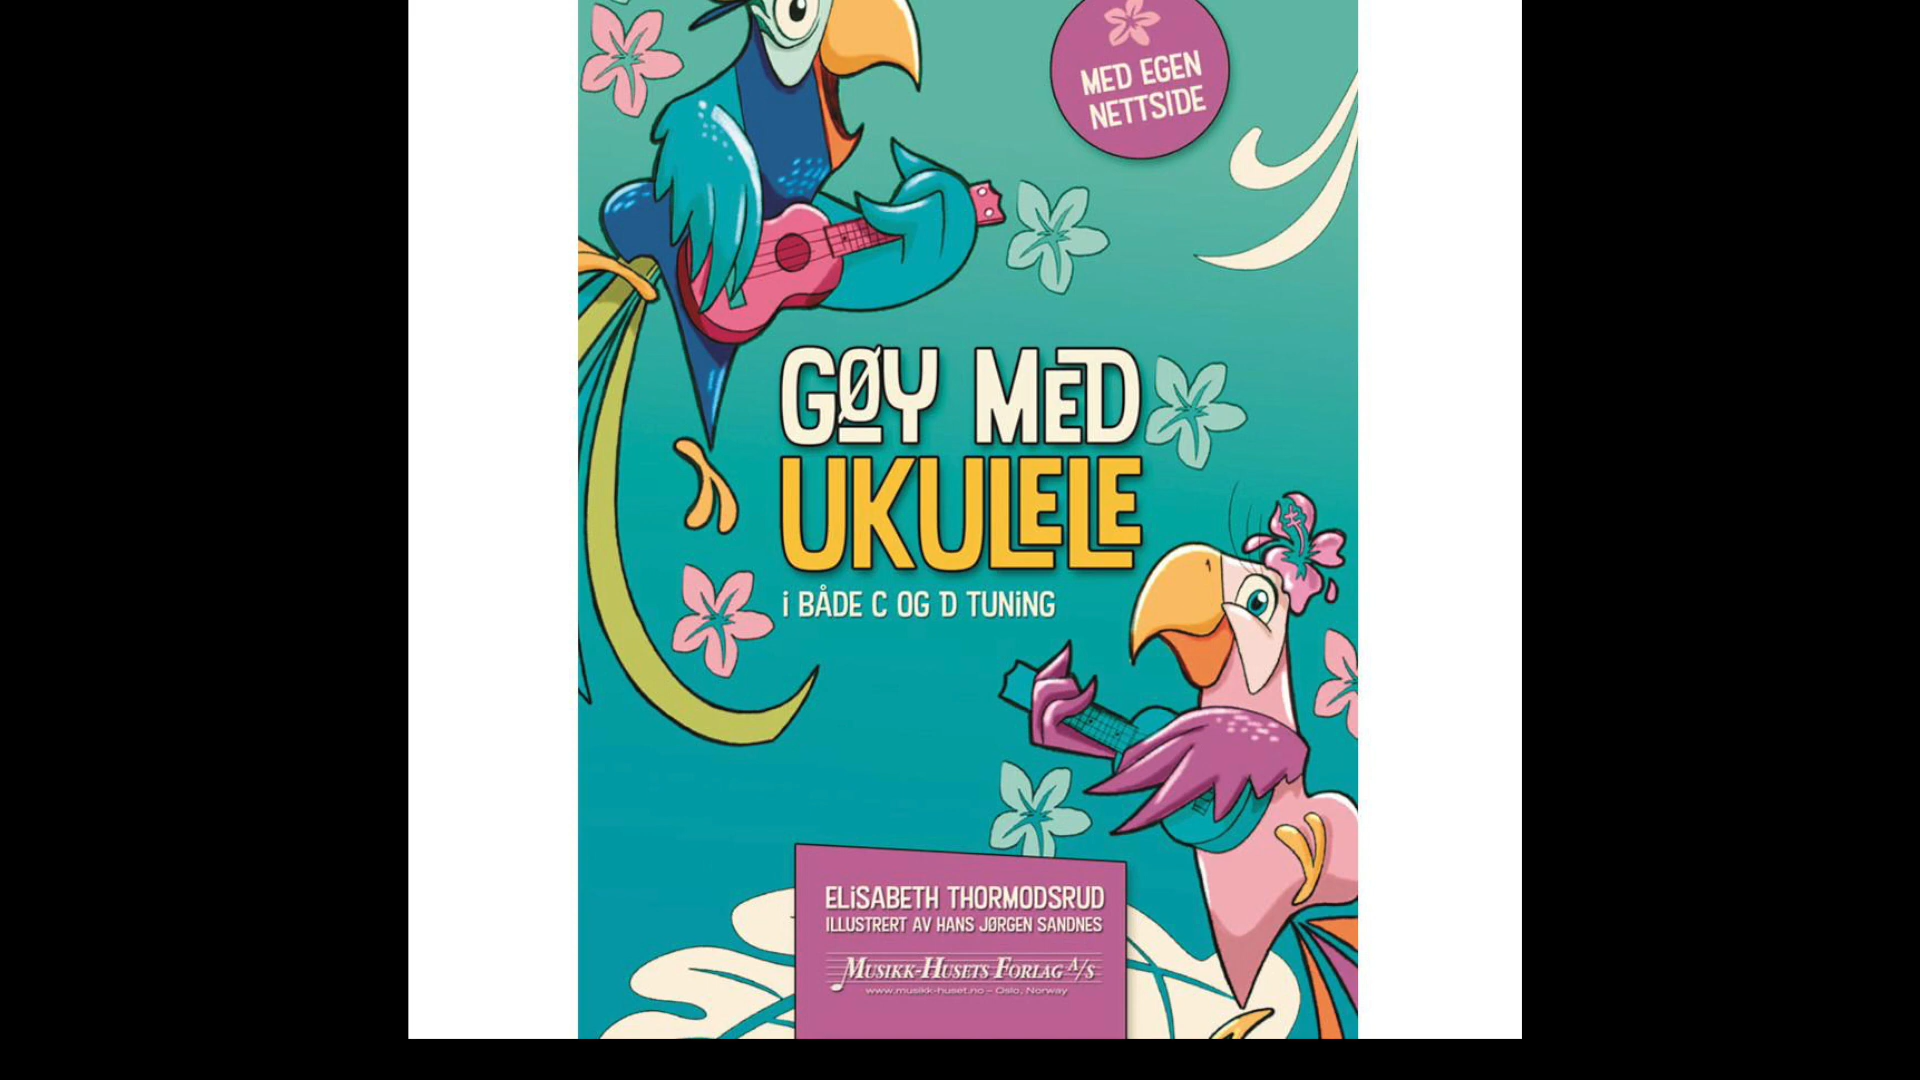 MED EGEN
NETTSIDE
GØY MED
UKULELE
i BÅDE C OG D TUNiNG
ELiSABETH THORMODSRUD
ILLUSTRERT AV HANS JØRGEN SANDNES
MUSIKK-HUSETS FORLAG A/S
www.musikk-huset.no – Oslo, Norway